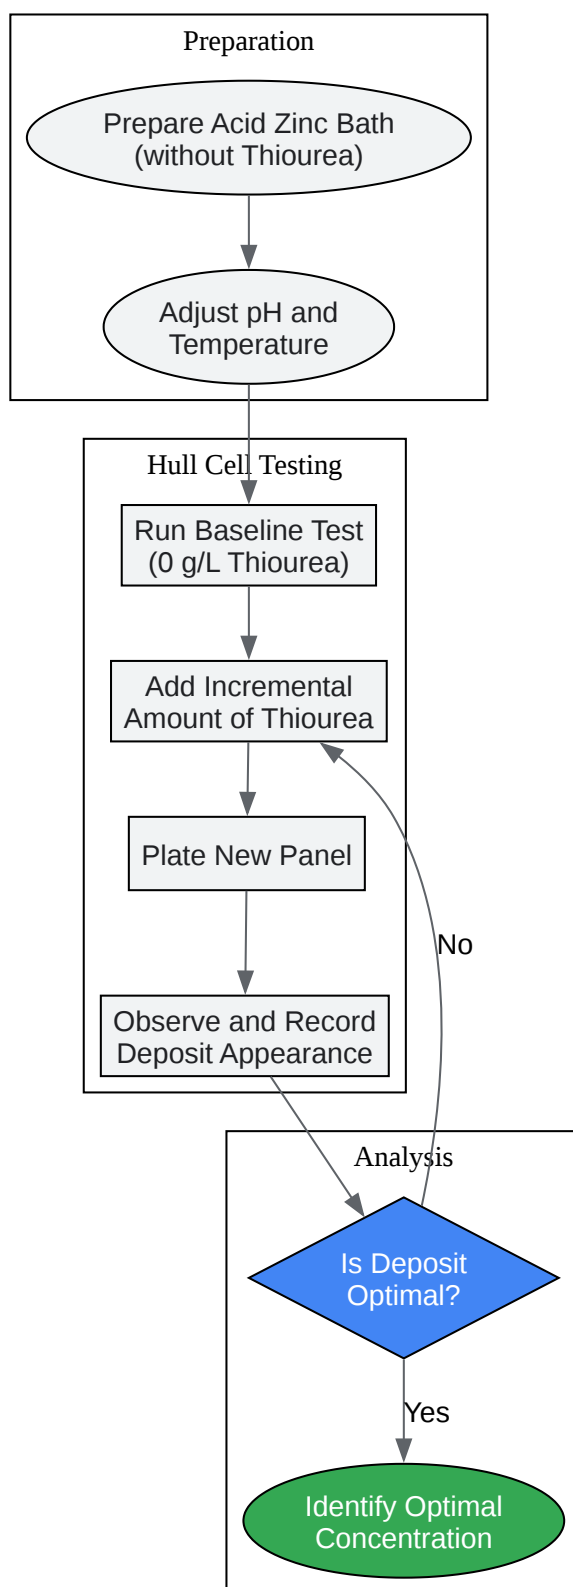 Preparation
Prepare Acid Zinc Bath
(without Thiourea)
Adjust pH and
Temperature
Hull Cell Testing
Run Baseline Test
(0 g/L Thiourea)
Add Incremental
Amount of Thiourea
Plate New Panel
No
Observe and Record
Deposit Appearance
Analysis
Is Deposit
Optimal?
Yes
Identify Optimal
Concentration